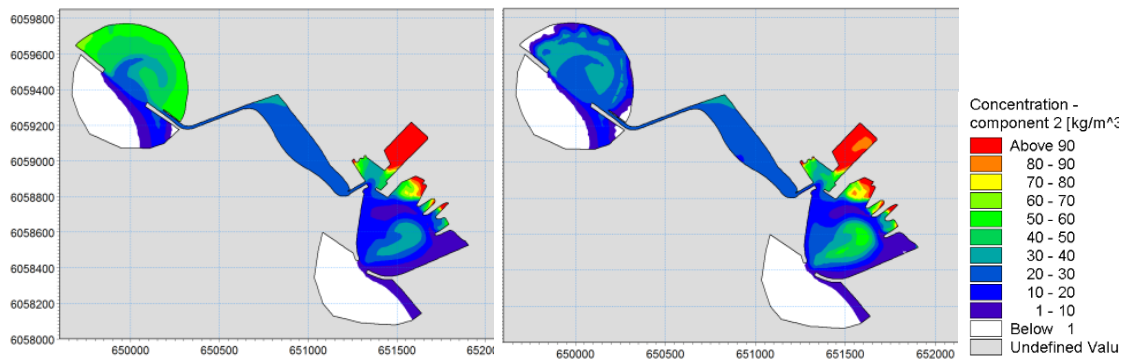 6059800
6059600
6059400
6059200
6059000
6058800
6058600
6058400
6058200
6058000
650000 650500 651000 651500 652000
650000 650500 651000 651500 652000
Concentration -
component 2 [kg/m^3
Above 90
80 - 90
70 - 80
60 - 70
50 - 60
40 - 50
30 - 40
20 - 30
10 - 20
1 - 10
Below 1
Undefined Valu